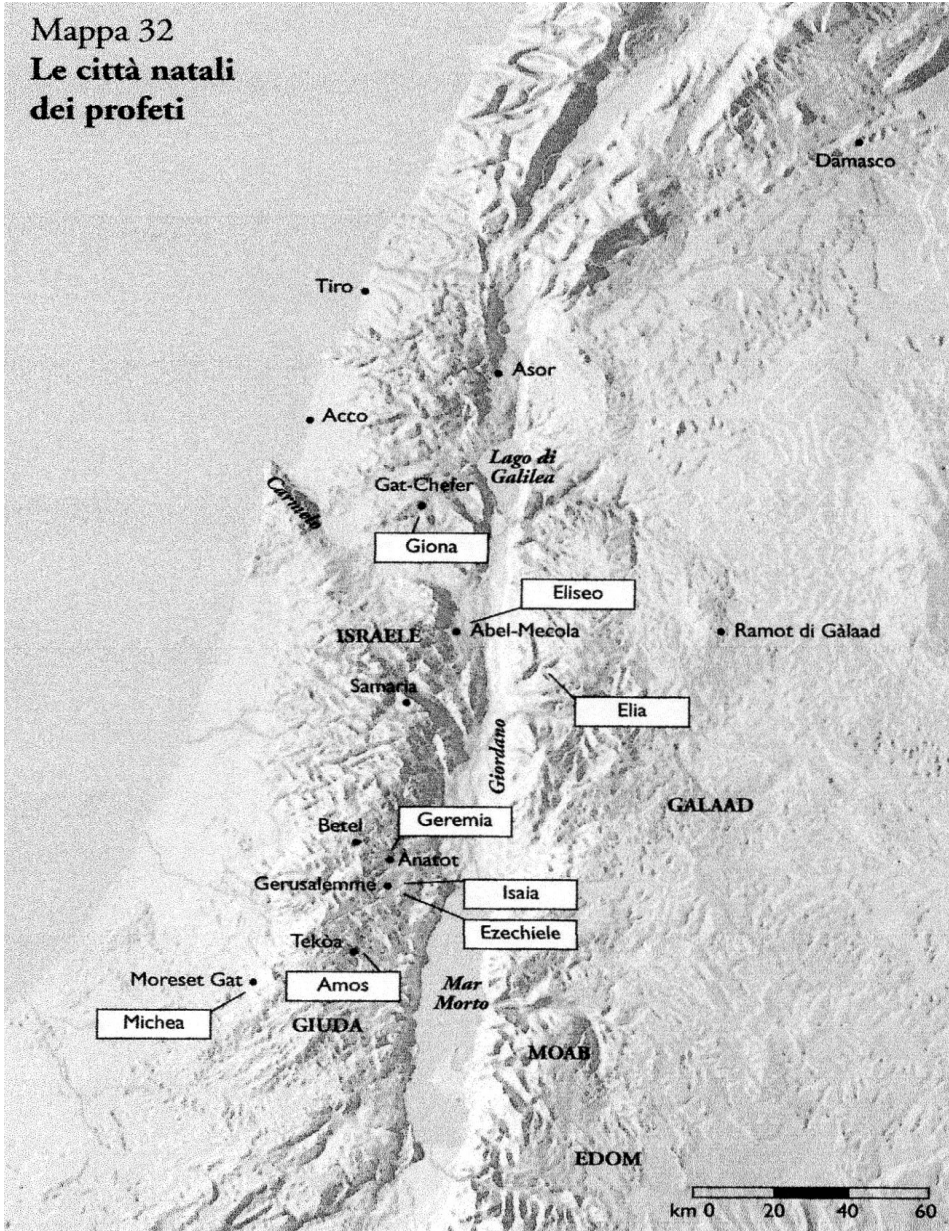 Mappa 32
Le città natali
dei profeti
Damasco
Tiro
Asor
Acco
Lago di
Galilea
Carmelo
Gat-Chefer
Giona
Eliseo
ISRAELE
Abel-Mecola
Ramot di Gàlaad
Samaria
Elia
Giordano
GALAAD
Geremia
Betel
Anatot
Gerusalemme
Isaia
Ezechiele
Tekòa
Moreset Gat
Amos
Mar
Morto
Michea
GIUDA
MOAB
EDOM
km 0 20 40 60